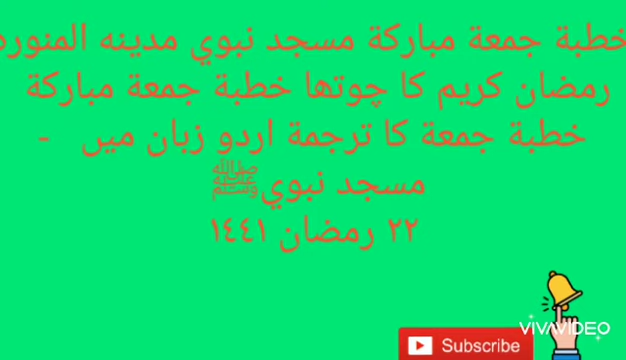 خطبة جمعة مباركة مسجد نبوي مدينه المنوره
رمضان كريم كا چوتها خطبة جمعة مباركة
خطبة جمعة كا ترجمة اردو زبان ميں -
مسجد نبويﷺ
٢٢ رمضان ١٤٤١
VIVAVIDEO
Subscribe